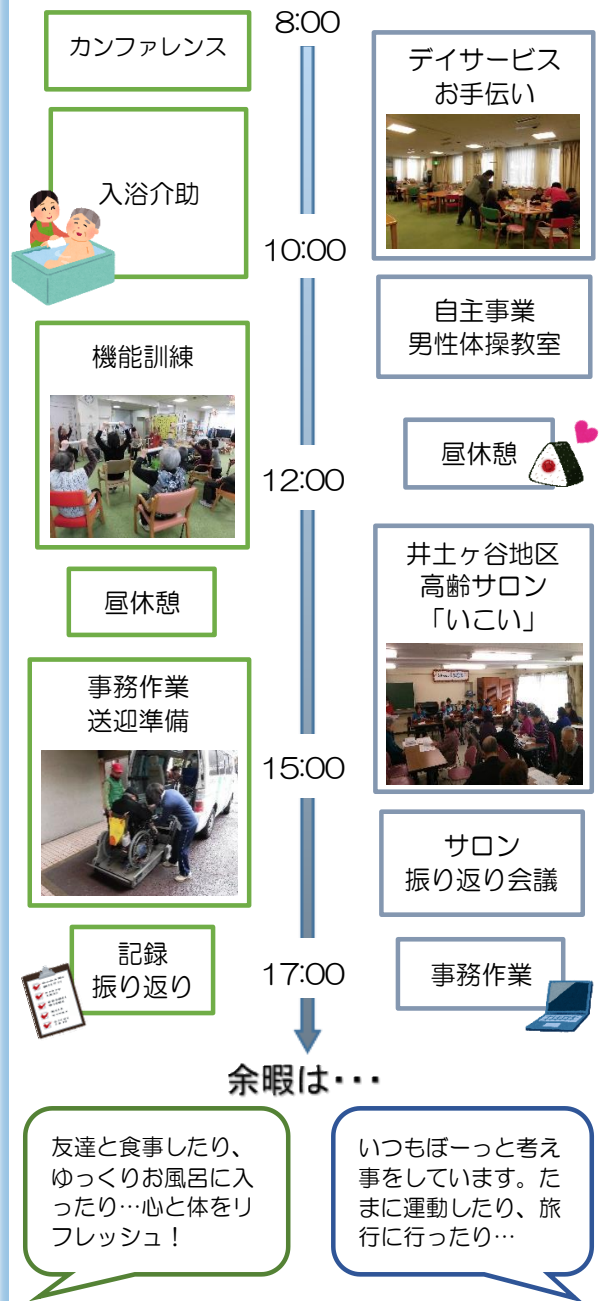 8:00
カンファレンス
デイサービス
お手伝い
入浴介助
10:00
自主事業
男性体操教室
機能訓練
昼休憩
12:00
井土ヶ谷地区
高齢サロン
「いこい」
昼休憩
事務作業
送迎準備
15:00
サロン
振り返り会議
記録
振り返り
17:00
事務作業
余暇は・・・
友達と食事したり、
ゆっくりお風呂に入
ったり…心と体をリ
フレッシュ！
いつもぼーっと考え
事をしています。た
まに運動したり、旅
行に行ったり…